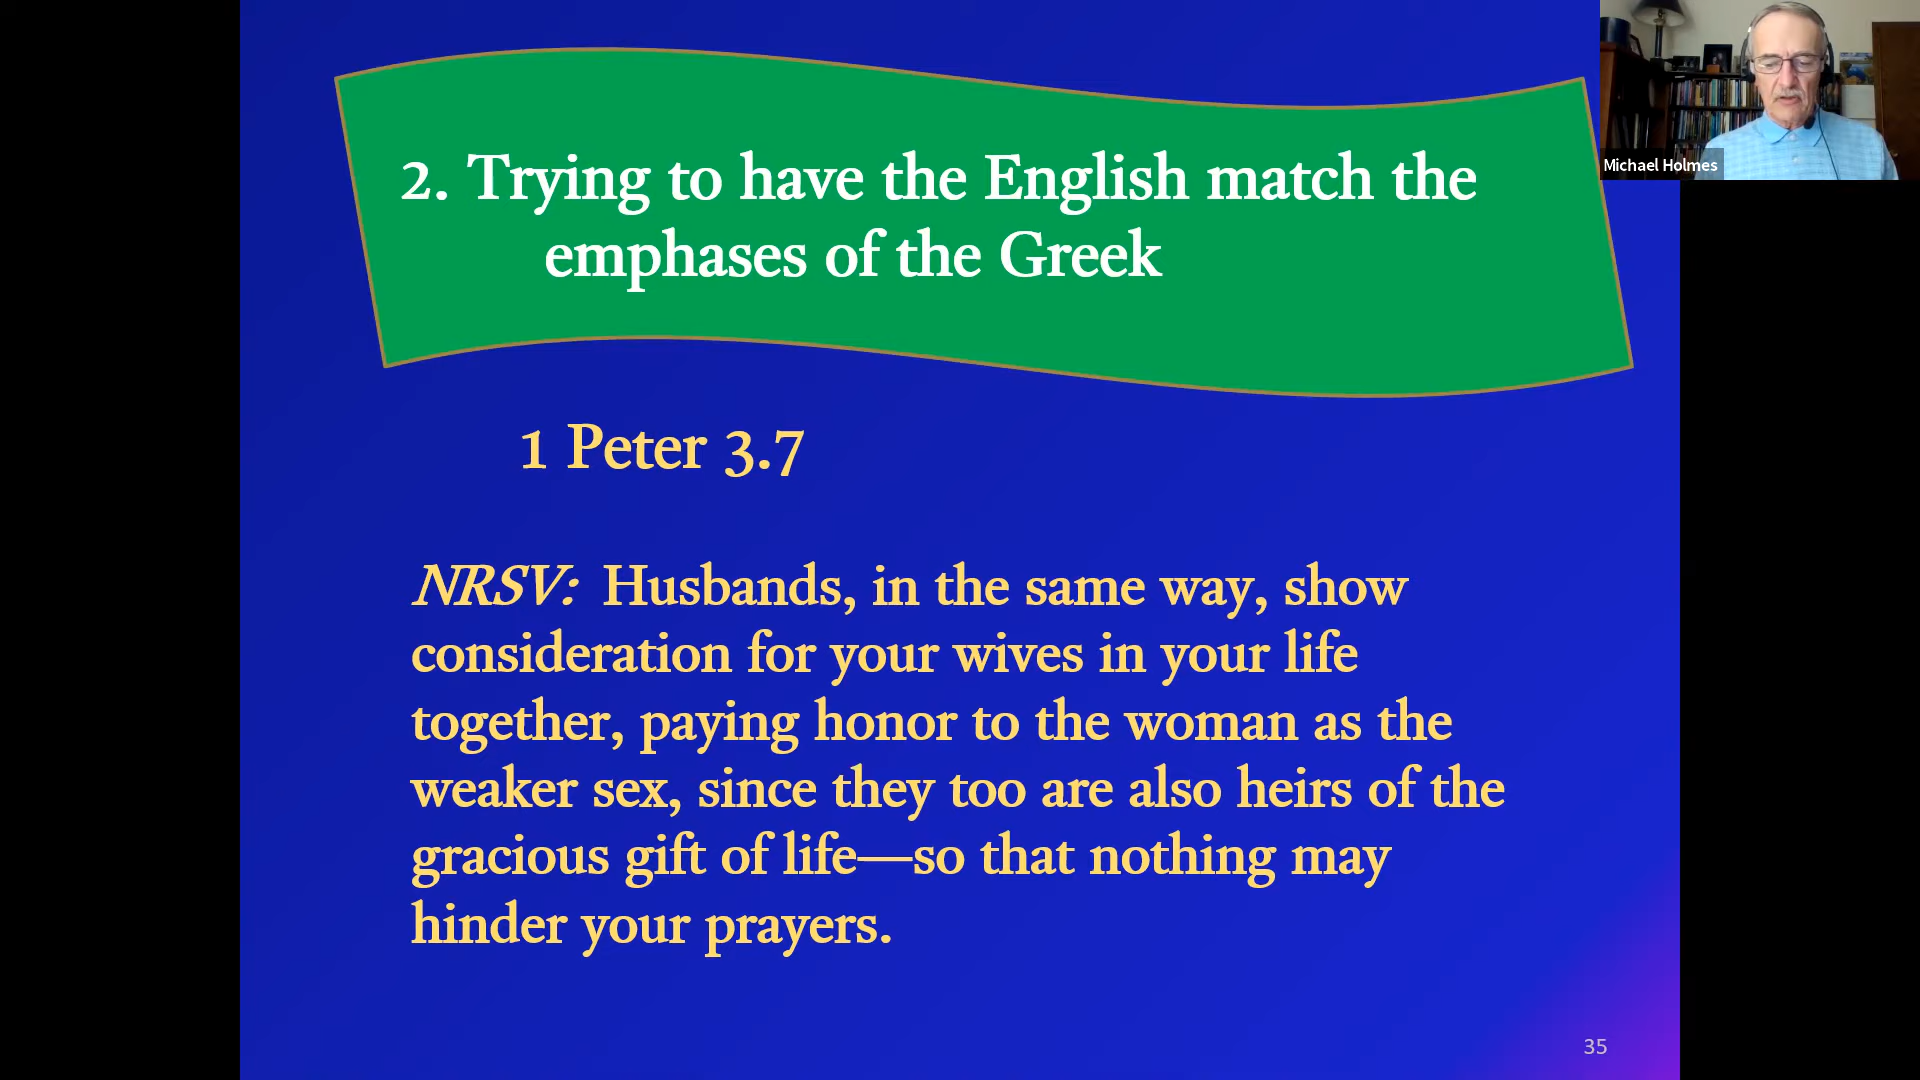 2. Trying to have the English match the
emphases of the Greek
Michael Holmes
1 Peter 3.7
NRSV: Husbands, in the same way, show
consideration for your wives in your life
together, paying honor to the woman as the
weaker sex, since they too are also heirs of the
gracious gift of life—so that nothing may
hinder your prayers.
35